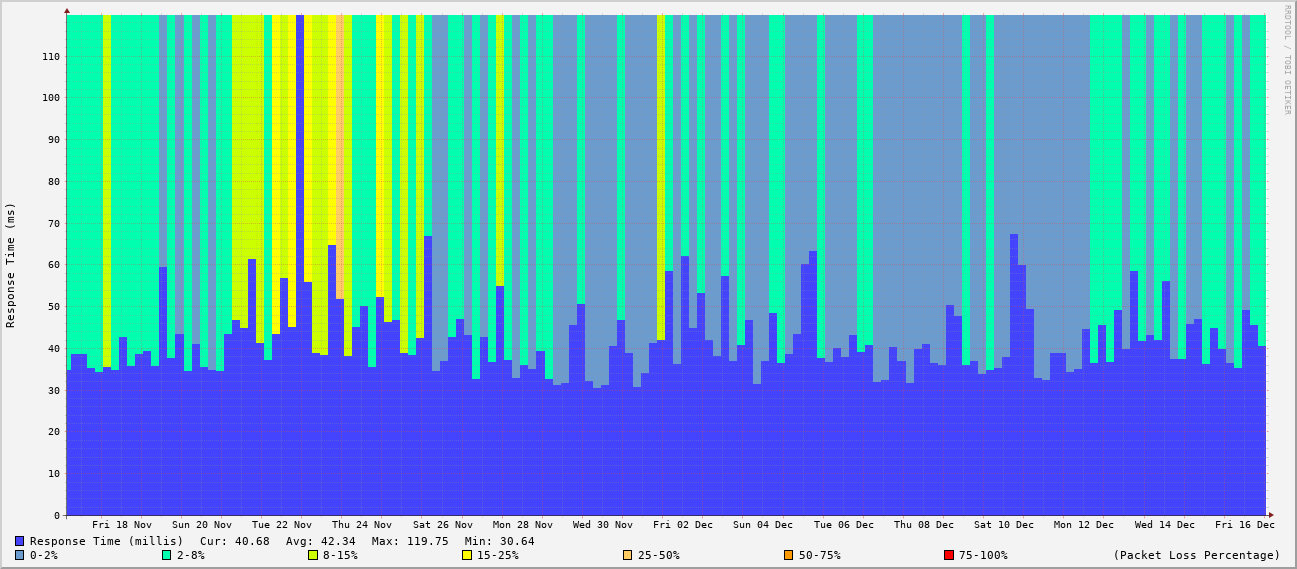 RRDTOOL / TOBI OETIKER
Response Time (ms)
110
100
90
80
70
60
50
40
30
20
10
0
Fri 18 Nov Sun 20 Nov Tue 22 Nov Thu 24 Nov Sat 26 Nov Mon 28 Nov Wed 30 Nov Fri 02 Dec Sun 04 Dec Tue 06 Dec Thu 08 Dec Sat 10 Dec Mon 12 Dec Wed 14 Dec Fri 16 Dec
Response Time (millis) Cur: 40.68 Avg: 42.34 Max: 119.75 Min: 30.64
0-2% 2-8% 8-15% 15-25% 25-50% 50-75% 75-100% (Packet Loss Percentage)